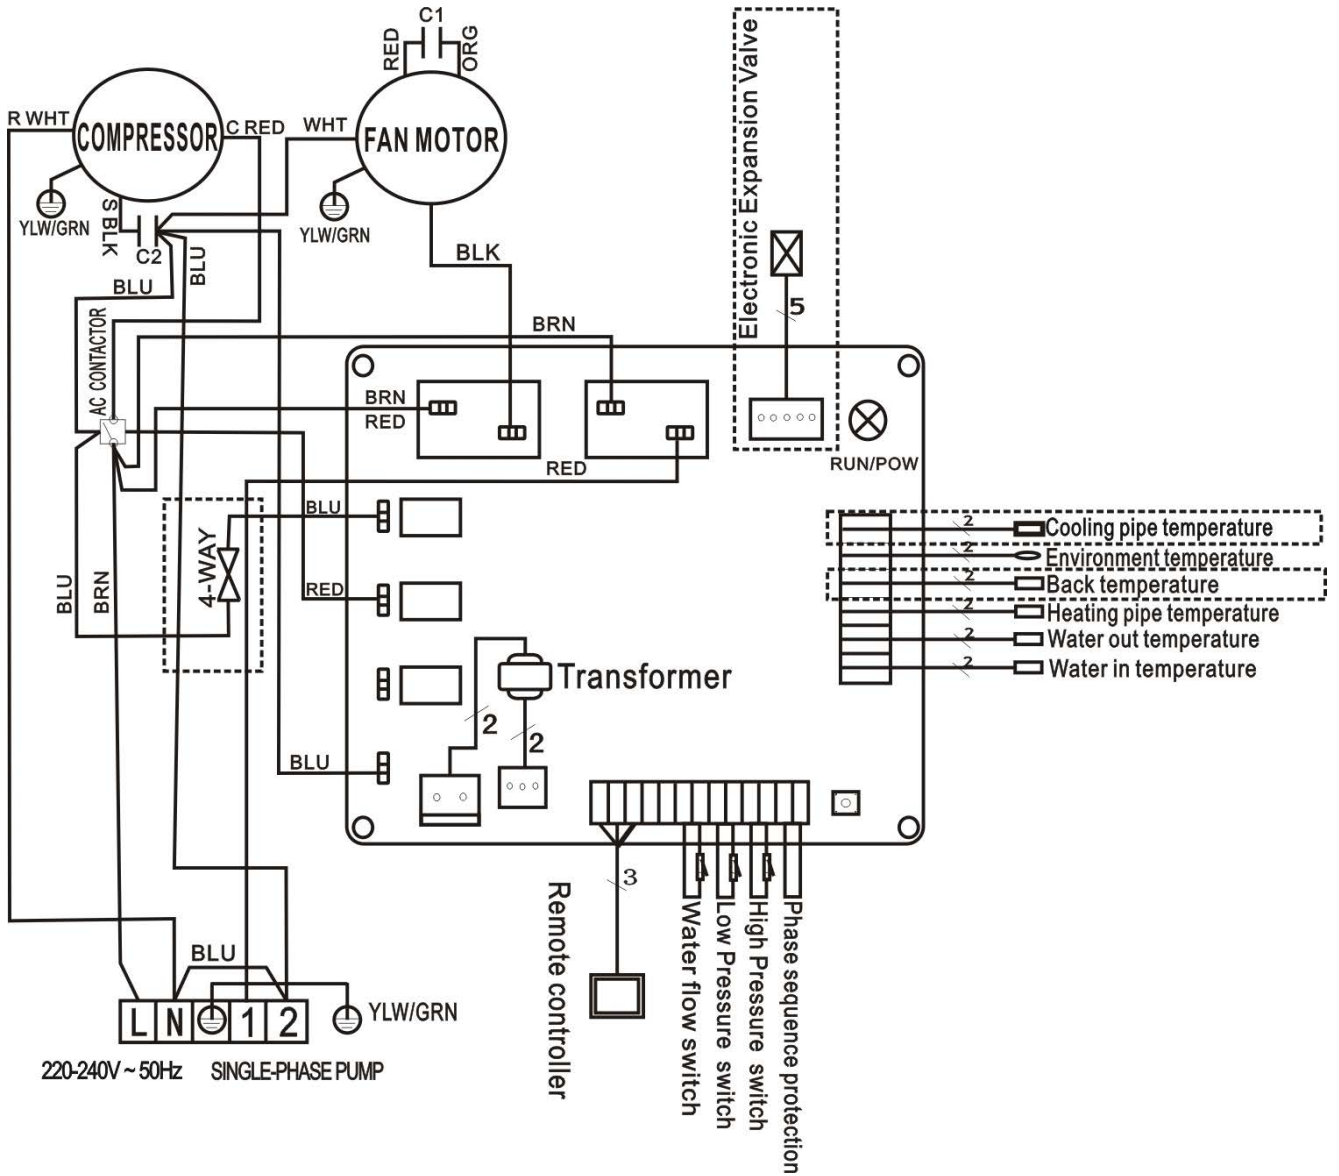 C1
RED
ORG
R WHT
COMPRESSOR
C RED
WHT
FAN MOTOR
Electronic Expansion Valve
YLW/GRN
S BLK
C2
BLU
YLW/GRN
BLK
BLU
5
AC CONTACTOR
BRN
BRN
RED
RED
RUN/POW
BLU
4-WAY
RED
BLU
BRN
2
Cooling pipe temperature
2
Environment temperature
2
Back temperature
2
Heating pipe temperature
2
Water out temperature
2
Water in temperature
Transformer
2
2
BLU
3
Remote controller
Water flow switch
Low Pressure switch
High Pressure switch
Phase sequence protection
BLU
L N 1 2
YLW/GRN
220-240V ~ 50Hz
SINGLE-PHASE PUMP